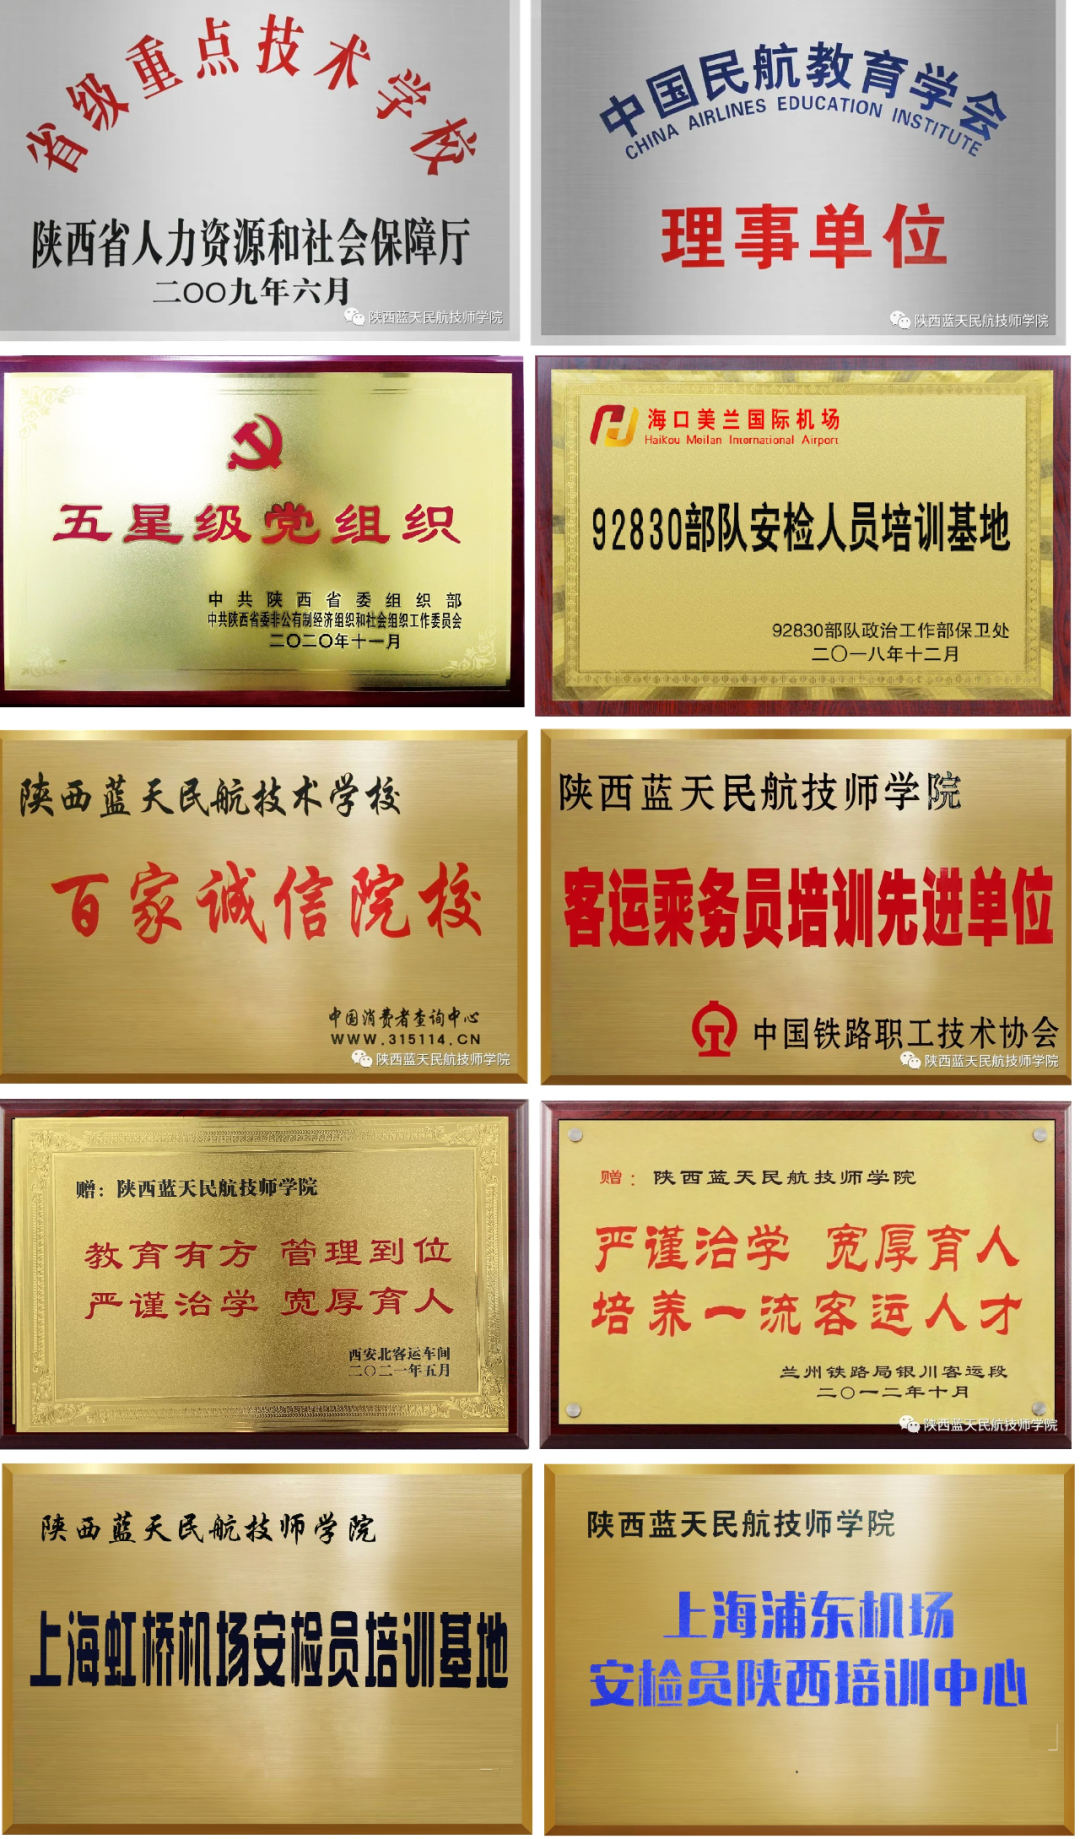 省级重点技术学校
陕西省人力资源和社会保障厅
二〇〇九年六月
陕西蓝天民航技师学院
中国民航教育学会
CHINA AIRLINES EDUCATION INSTITUTE
理事单位
陕西蓝天民航技师学院
五星级党组织
中共陕西省委组织部
中共陕西省委非公有制经济组织和社会组织工作委员会
二〇二〇年十一月
海口美兰国际机场
Haikou Meilan International Airport
92830部队安检人员培训基地
92830部队政治工作部保卫处
二〇一八年十二月
陕西蓝天民航技术学校
百家诚信院校
中国消费者查询中心
WWW.315114.CN
陕西蓝天民航技师学院
陕西蓝天民航技师学院
客运乘务员培训先进单位
中国铁路职工技术协会
陕西蓝天民航技师学院
赠：陕西蓝天民航技师学院
教育有方 管理到位
严谨治学 宽厚育人
西安北客运车间
二〇二一年五月
赠：陕西蓝天民航技师学院
严谨治学 宽厚育人
培养一流客运人才
兰州铁路局银川客运段
二〇一二年十月
陕西蓝天民航技师学院
陕西蓝天民航技师学院
上海虹桥机场安检员培训基地
陕西蓝天民航技师学院
上海浦东机场
安检员陕西培训中心